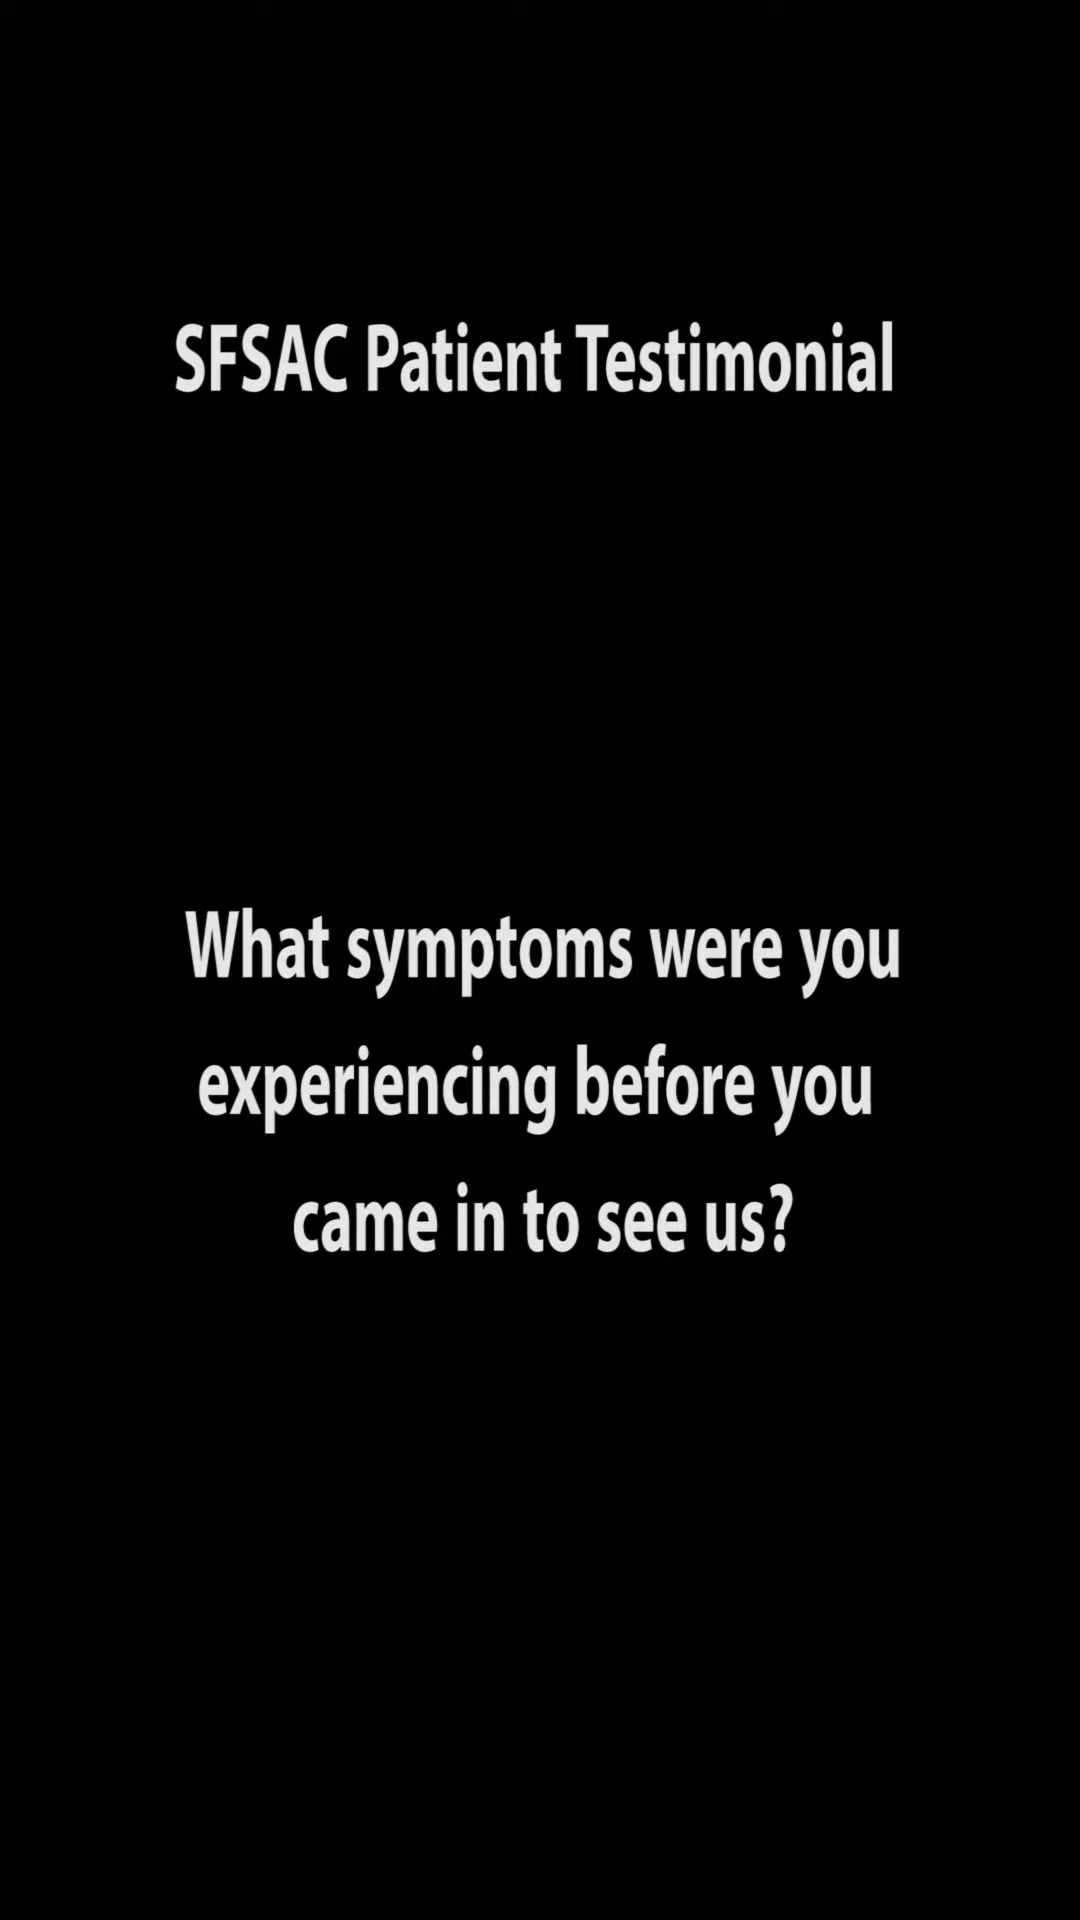 SFSAC Patient Testimonial
What symptoms were you
experiencing before you
came in to see us?